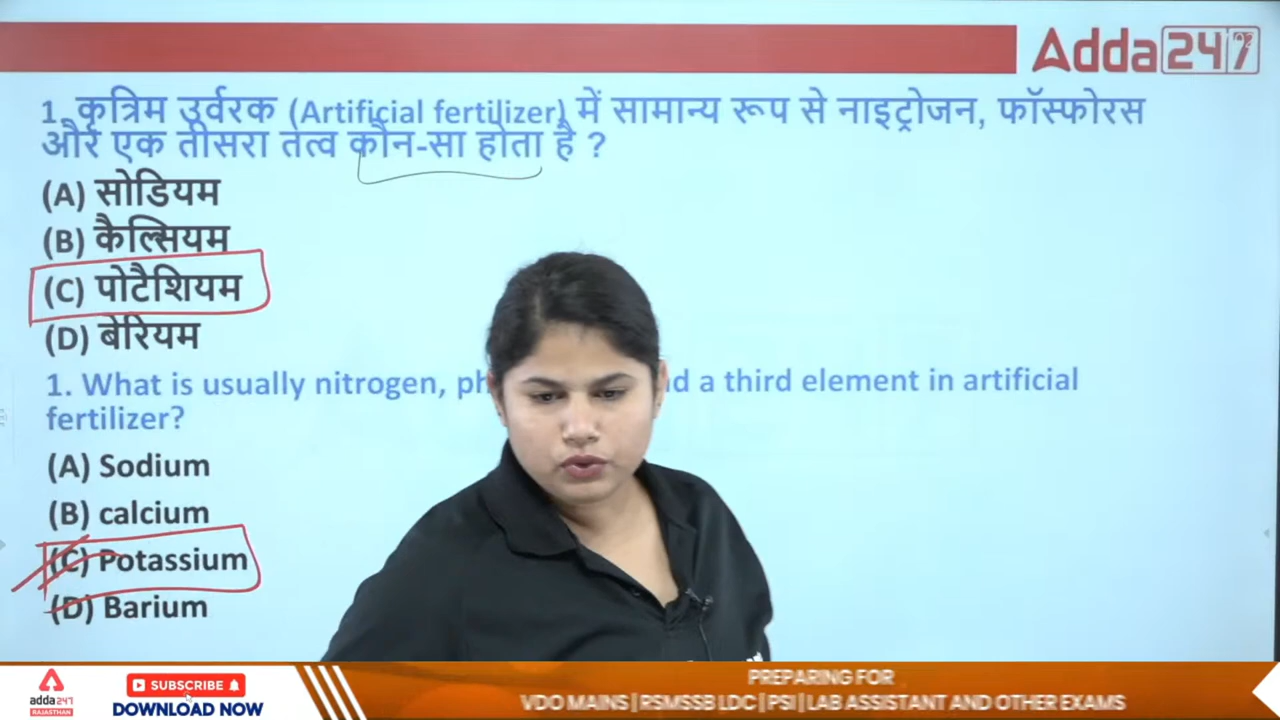 Adda247
1. कृत्रिम उर्वरक (Artificial fertilizer) में सामान्य रूप से नाइट्रोजन, फॉस्फोरस
और एक तीसरा तत्व कौन-सा होता है ?
(A) सोडियम
(B) कैल्सियम
(C) पोटैशियम
(D) बेरियम
1. What is usually nitrogen, ph d a third element in artificial
fertilizer?
(A) Sodium
(B) calcium
(C) Potassium
(D) Barium
adda247
RAJASTHAN
SUBSCRIBE
DOWNLOAD NOW
PREPARING FOR
VDO MAINS | RSMSSB LDC | PSI | LAB ASSISTANT AND OTHER EXAMS